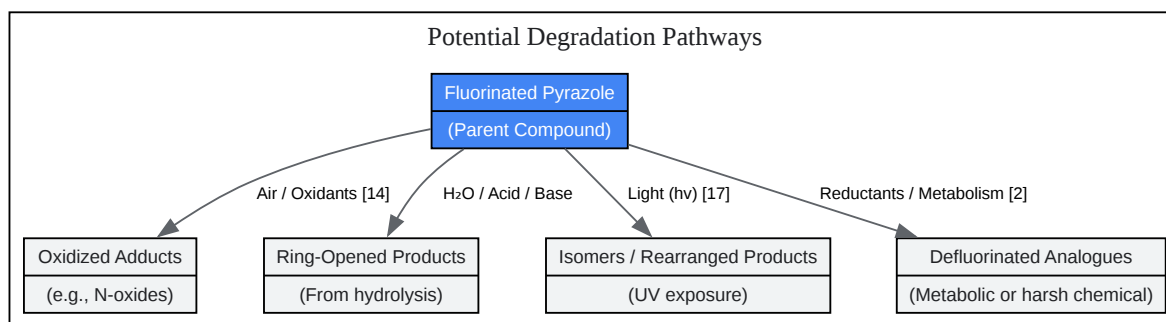 Potential Degradation Pathways
Fluorinated Pyrazole
(Parent Compound)
Air / Oxidants [14]
H₂O / Acid / Base
Light (hv) [17]
Reductants / Metabolism [2]
Oxidized Adducts
(e.g., N-oxides)
Ring-Opened Products
(From hydrolysis)
Isomers / Rearranged Products
(UV exposure)
Defluorinated Analogues
(Metabolic or harsh chemical)